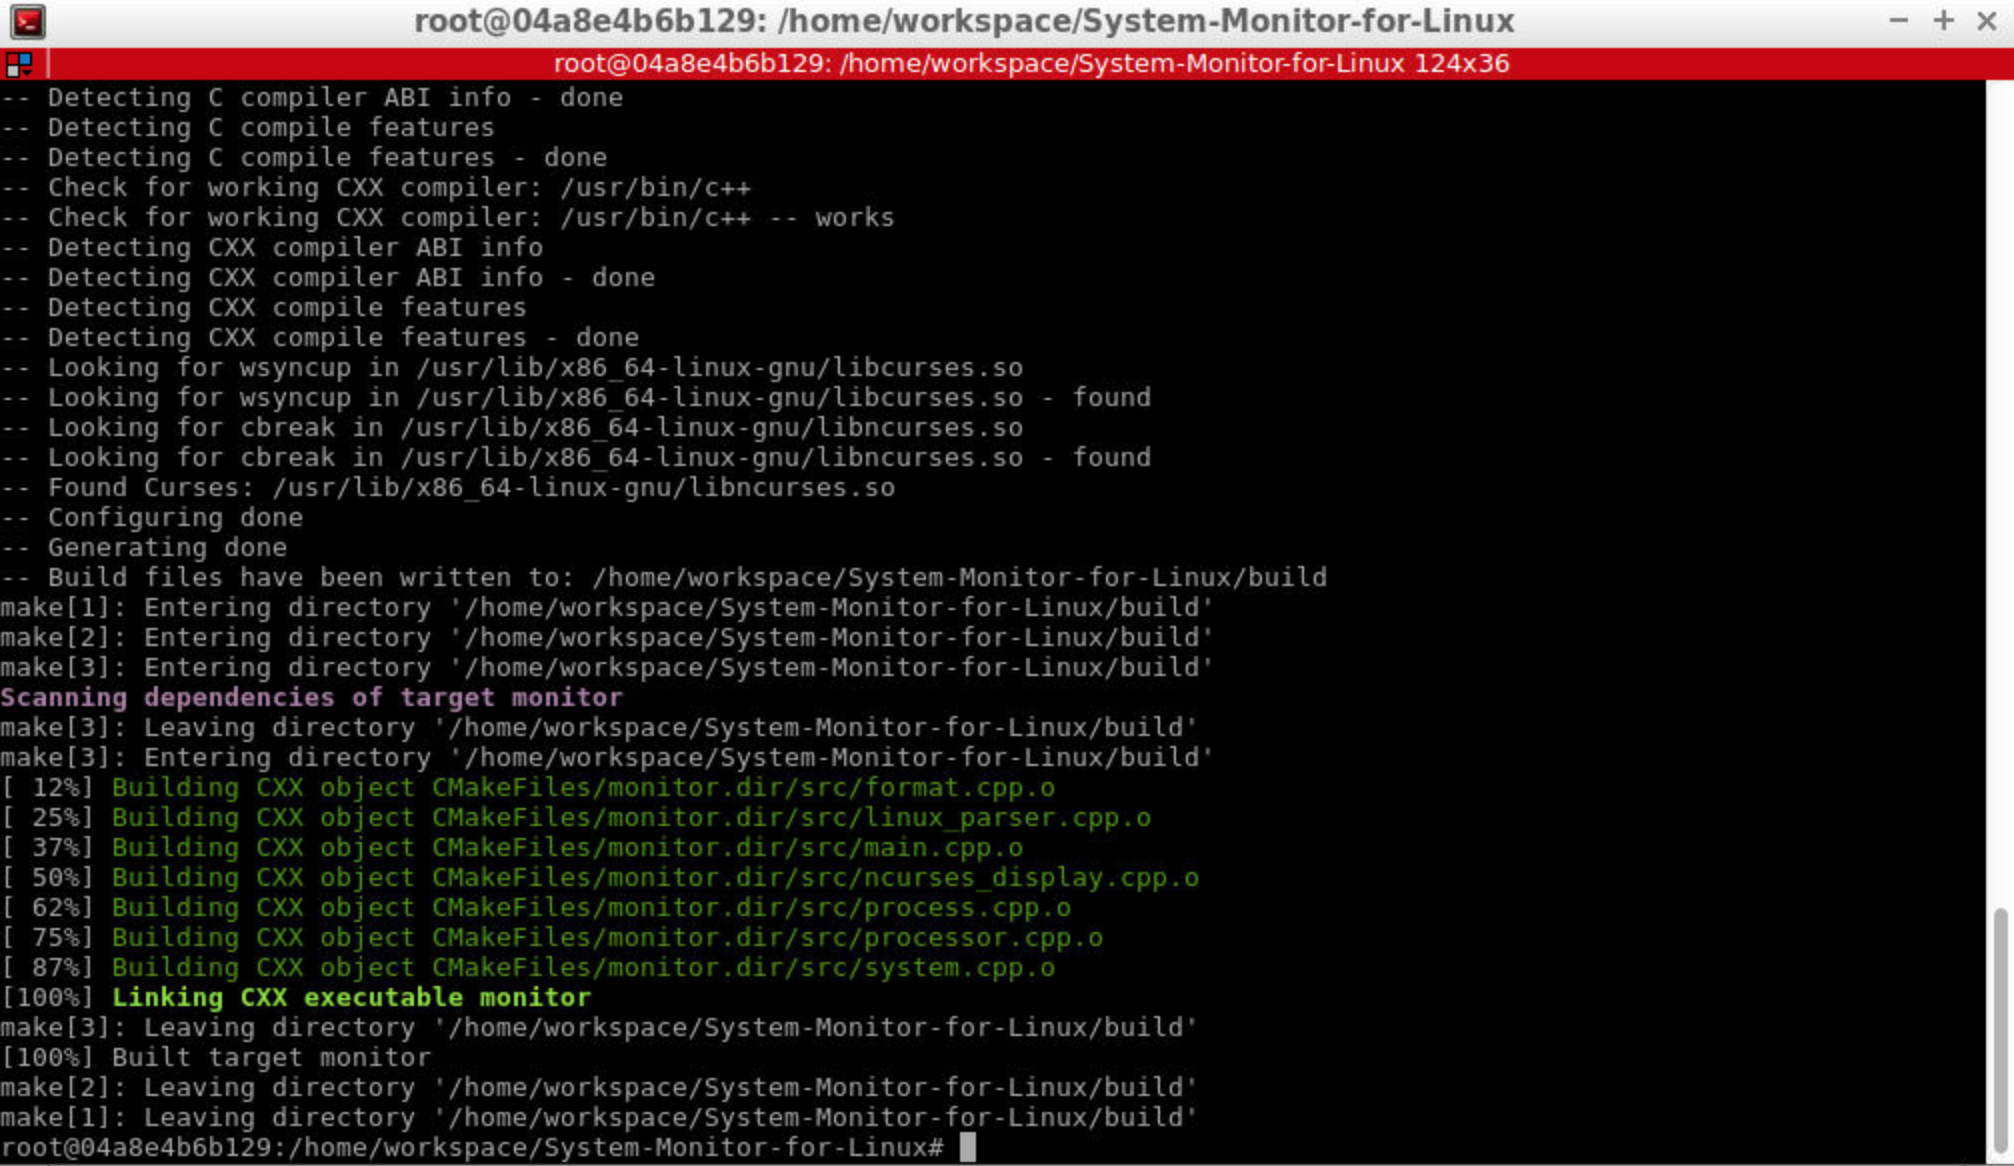 root@04a8e4b6b129: /home/workspace/System-Monitor-for-Linux
root@04a8e4b6b129: /home/workspace/System-Monitor-for-Linux 124x36
-- Detecting C compiler ABI info - done
-- Detecting C compile features
-- Detecting C compile features - done
-- Check for working CXX compiler: /usr/bin/c++
-- Check for working CXX compiler: /usr/bin/c++ -- works
-- Detecting CXX compiler ABI info
-- Detecting CXX compiler ABI info - done
-- Detecting CXX compile features
-- Detecting CXX compile features - done
-- Looking for wsyncup in /usr/lib/x86_64-linux-gnu/libcurses.so
-- Looking for wsyncup in /usr/lib/x86_64-linux-gnu/libcurses.so - found
-- Looking for cbreak in /usr/lib/x86_64-linux-gnu/libncurses.so
-- Looking for cbreak in /usr/lib/x86_64-linux-gnu/libncurses.so - found
-- Found Curses: /usr/lib/x86_64-linux-gnu/libncurses.so
-- Configuring done
-- Generating done
-- Build files have been written to: /home/workspace/System-Monitor-for-Linux/build
make[1]: Entering directory '/home/workspace/System-Monitor-for-Linux/build'
make[2]: Entering directory '/home/workspace/System-Monitor-for-Linux/build'
make[3]: Entering directory '/home/workspace/System-Monitor-for-Linux/build'
Scanning dependencies of target monitor
make[3]: Leaving directory '/home/workspace/System-Monitor-for-Linux/build'
make[3]: Entering directory '/home/workspace/System-Monitor-for-Linux/build'
[ 12%] Building CXX object CMakeFiles/monitor.dir/src/format.cpp.o
[ 25%] Building CXX object CMakeFiles/monitor.dir/src/linux_parser.cpp.o
[ 37%] Building CXX object CMakeFiles/monitor.dir/src/main.cpp.o
[ 50%] Building CXX object CMakeFiles/monitor.dir/src/ncurses_display.cpp.o
[ 62%] Building CXX object CMakeFiles/monitor.dir/src/process.cpp.o
[ 75%] Building CXX object CMakeFiles/monitor.dir/src/processor.cpp.o
[ 87%] Building CXX object CMakeFiles/monitor.dir/src/system.cpp.o
[100%] Linking CXX executable monitor
make[3]: Leaving directory '/home/workspace/System-Monitor-for-Linux/build'
[100%] Built target monitor
make[2]: Leaving directory '/home/workspace/System-Monitor-for-Linux/build'
make[1]: Leaving directory '/home/workspace/System-Monitor-for-Linux/build'
root@04a8e4b6b129:/home/workspace/System-Monitor-for-Linux#